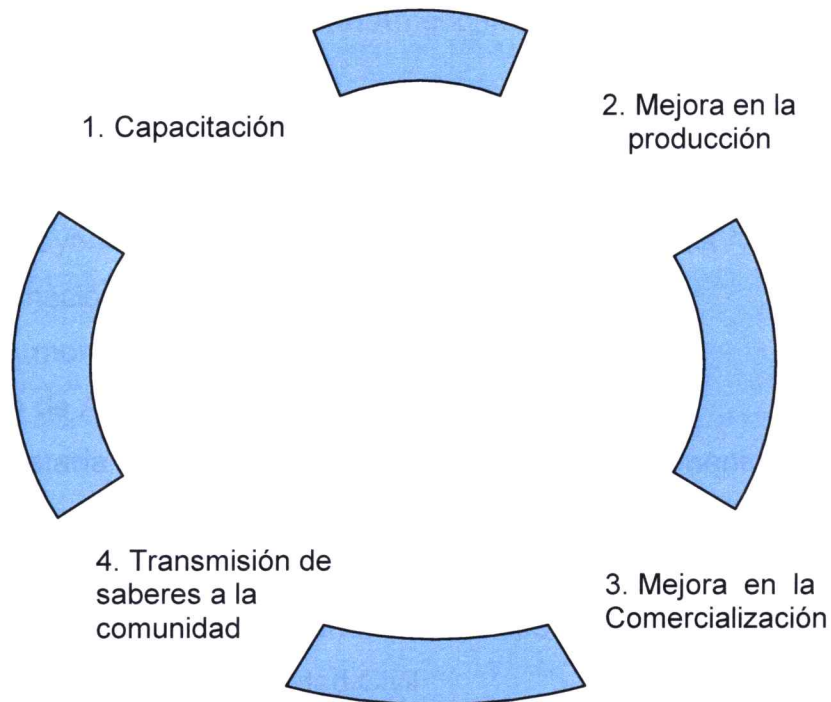 1. Capacitación
2. Mejora en la
producción
3. Mejora en la
Comercialización
4. Transmisión de
saberes a la
comunidad